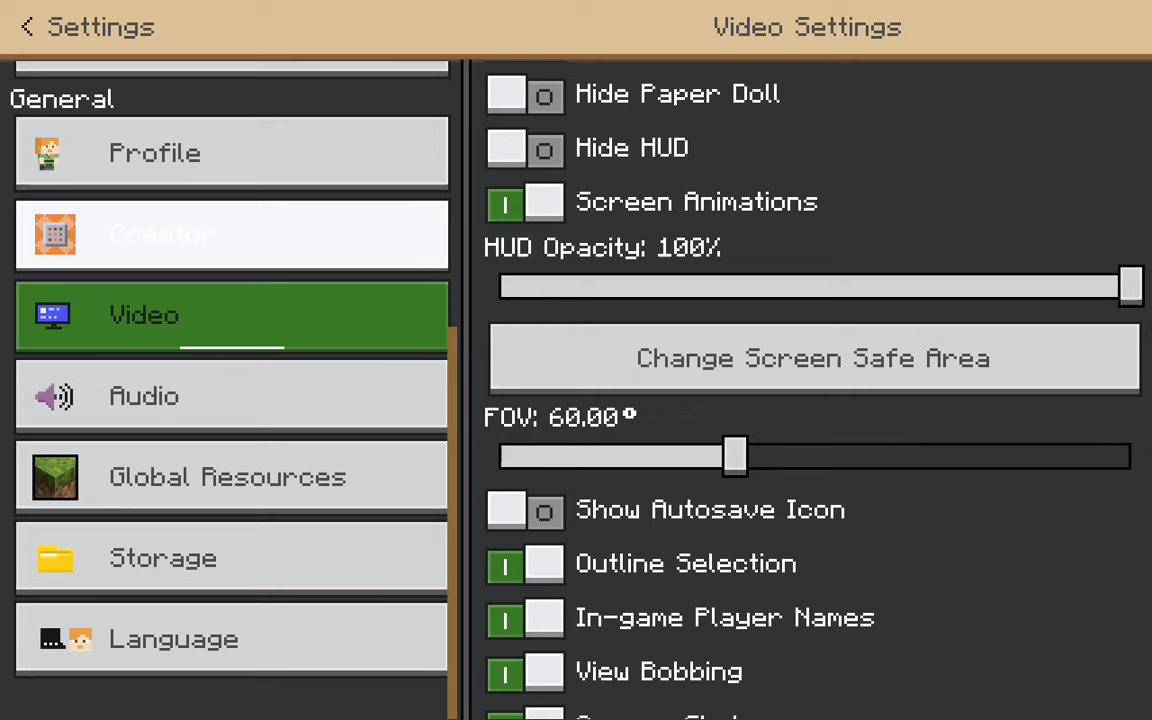 Settings
Video Settings
General
Profile
Creator
Video
Audio
Global Resources
Storage
Language
Hide Paper Doll
Hide HUD
Screen Animations
HUD Opacity: 100%
Change Screen Safe Area
FOV: 60.00°
Show Autosave Icon
Outline Selection
In-game Player Names
View Bobbing